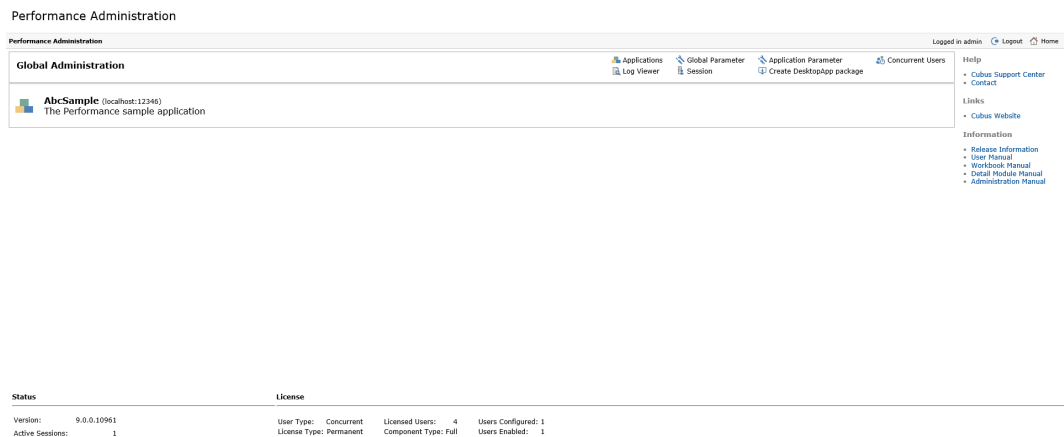 Performance Administration
Performance Administration
Logged in admin Logout Home
Global Administration
Applications Global Parameter Application Parameter Concurrent Users
Log Viewer Session Create DesktopApp package
AbcSample (localhost:12346)
The Performance sample application
Help
Cubus Support Center
Contact
Links
Cubus Website
Information
Release Information
User Manual
Workbook Manual
Detail Module Manual
Administration Manual
Status
Version: 9.0.0.10961
Active Sessions: 1
License
User Type: Concurrent Licensed Users: 4 Users Configured: 1
License Type: Permanent Component Type: Full Users Enabled: 1